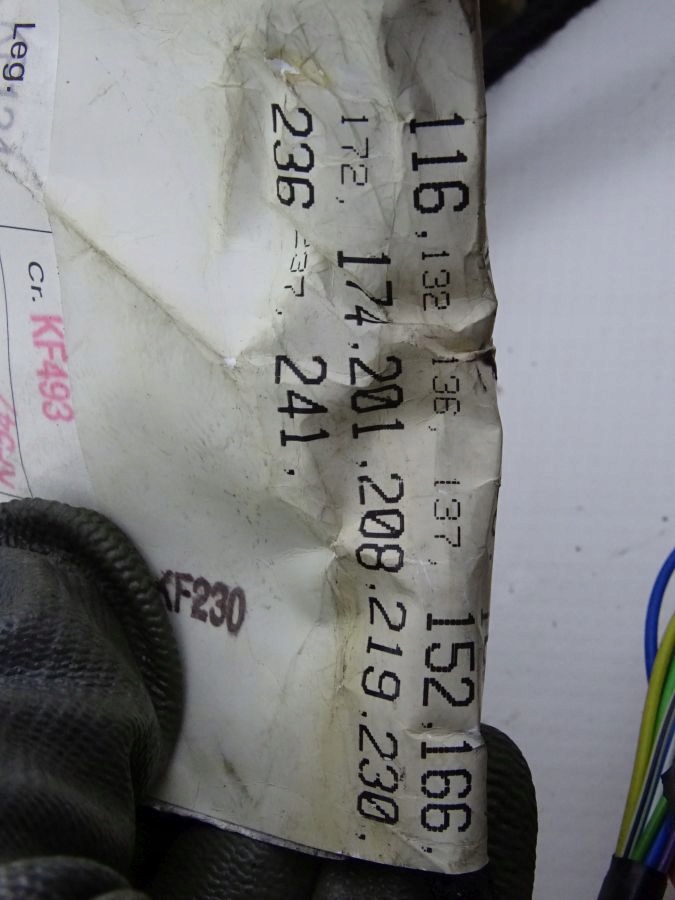 116.132 136. 137. 152.166.
172. 174.201.208.219.230.
236 237. 241.
KF230
Cr. KF493
Leg.